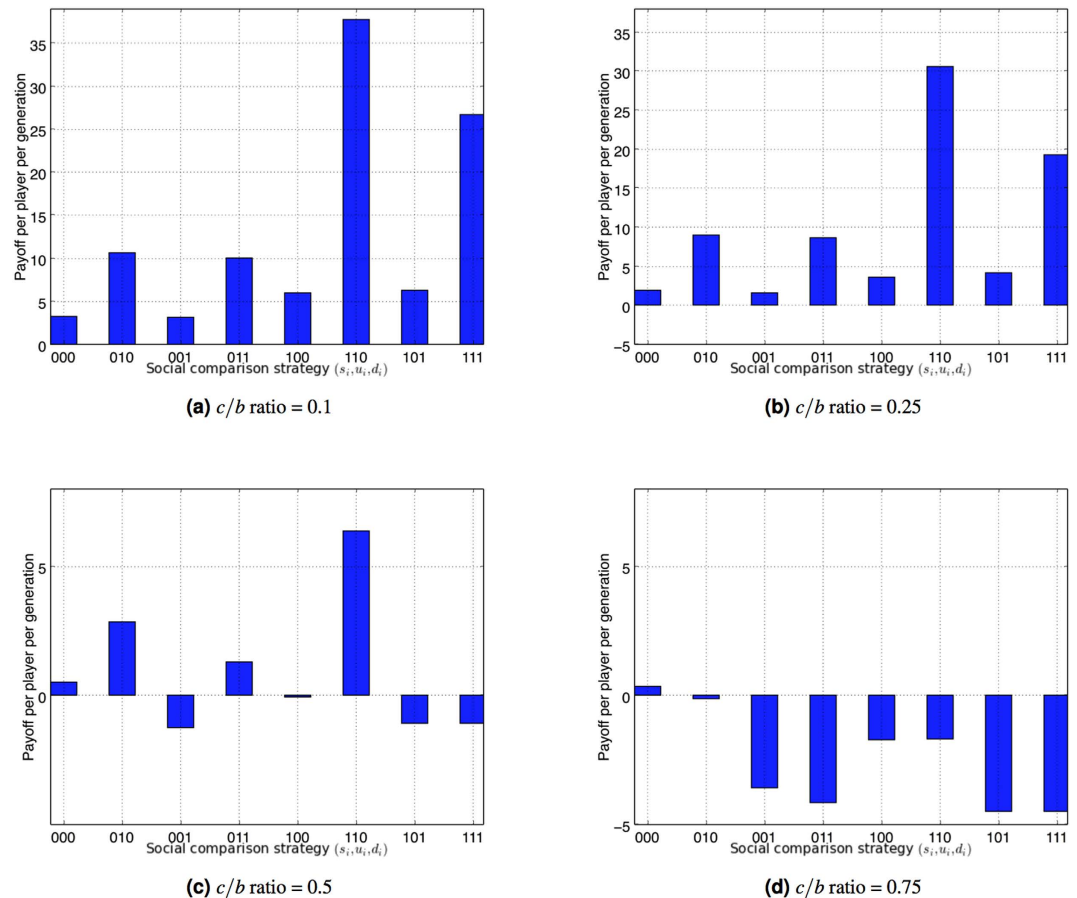 Payoff per player per generation
35
30
25
20
15
10
5
0
000 010 001 011 100 110 101 111
Social comparison strategy (s_i,u_i,d_i)
(a) c/b ratio = 0.1
Payoff per player per generation
35
30
25
20
15
10
5
0
−5
000 010 001 011 100 110 101 111
Social comparison strategy (s_i,u_i,d_i)
(b) c/b ratio = 0.25
Payoff per player per generation
5
0
000 010 001 011 100 110 101 111
Social comparison strategy (s_i,u_i,d_i)
(c) c/b ratio = 0.5
Payoff per player per generation
5
0
−5
000 010 001 011 100 110 101 111
Social comparison strategy (s_i,u_i,d_i)
(d) c/b ratio = 0.75